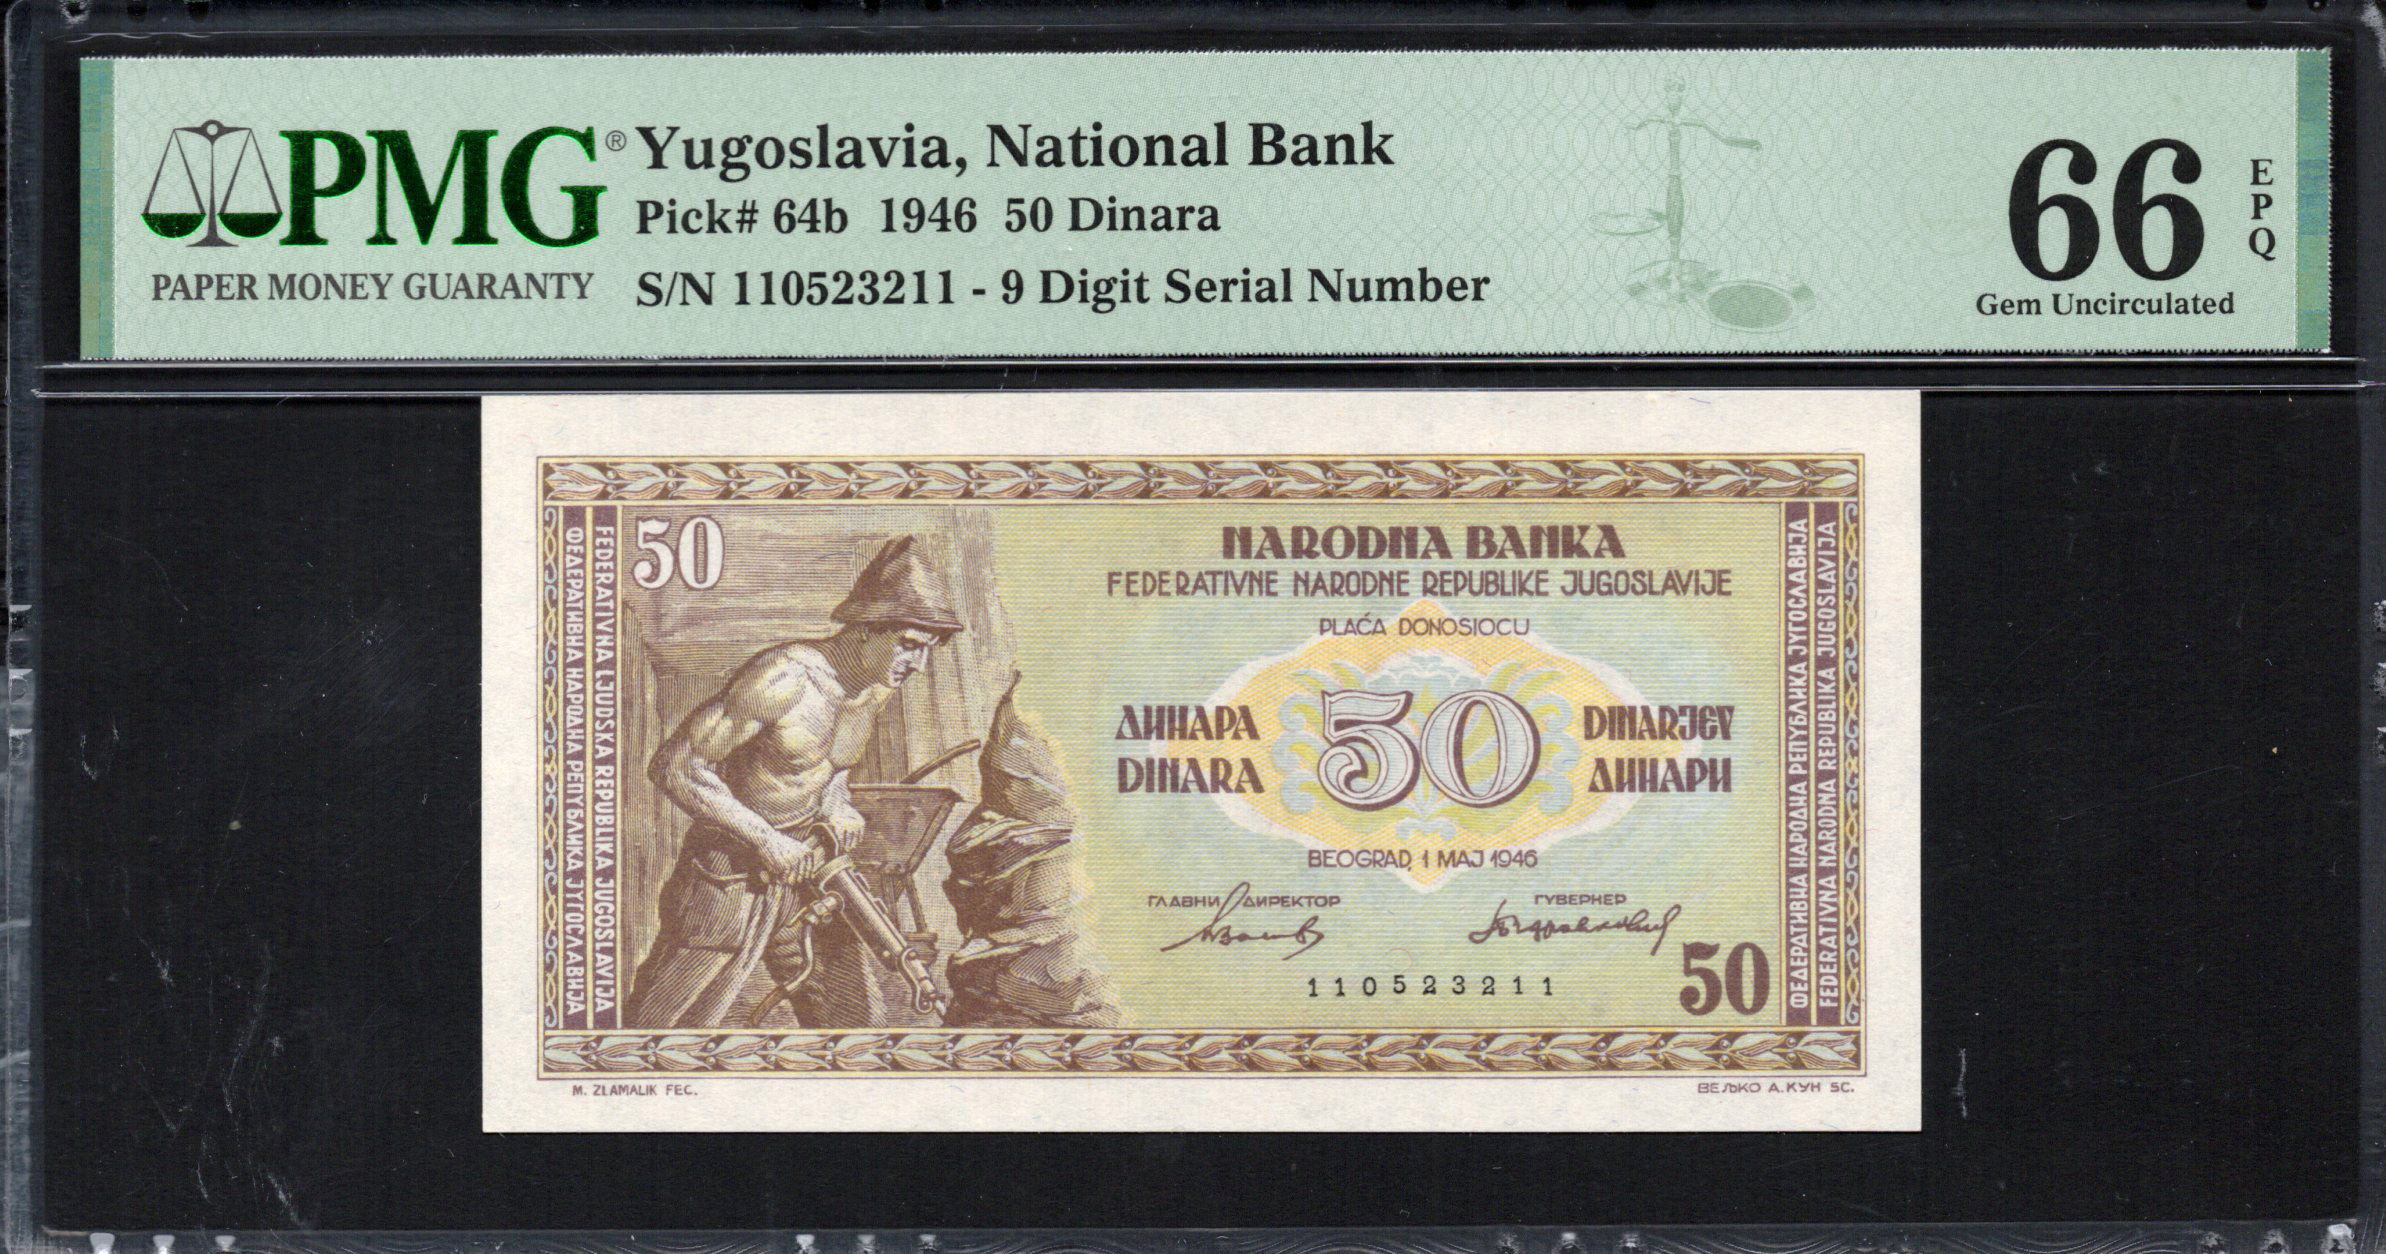 PMG®
PAPER MONEY GUARANTY
Yugoslavia, National Bank
Pick# 64b 1946 50 Dinara
S/N 110523211 - 9 Digit Serial Number
66
EPQ
Gem Uncirculated
50
ФЕДЕРАТИВНА НАРОДНА РЕПУБЛИКА ЈУГОСЛАВИЈА
FEDERATIVNA LJUDSKA REPUBLIKA JUGOSLAVIJA
NARODNA BANKA
FEDERATIVNE NARODNE REPUBLIKE JUGOSLAVIJE
PLAĆA DONOSIOCU
ДИНАРА
DINARA
50
DINARJEV
ДИНАРИ
BEOGRAD, 1 MAJ 1946
ГЛАВНИ ДИРЕКТОР
ГУВЕРНЕР
110523211
50
ФЕДЕРАТИВНА НАРОДНА РЕПУБЛИКА ЈУГОСЛАВИЈА
FEDERATIVNA NARODNA REPUBLIKA JUGOSLAVIJA
M. ZLAMALIK FEC.
ВЕЉКО А. КУН SC.